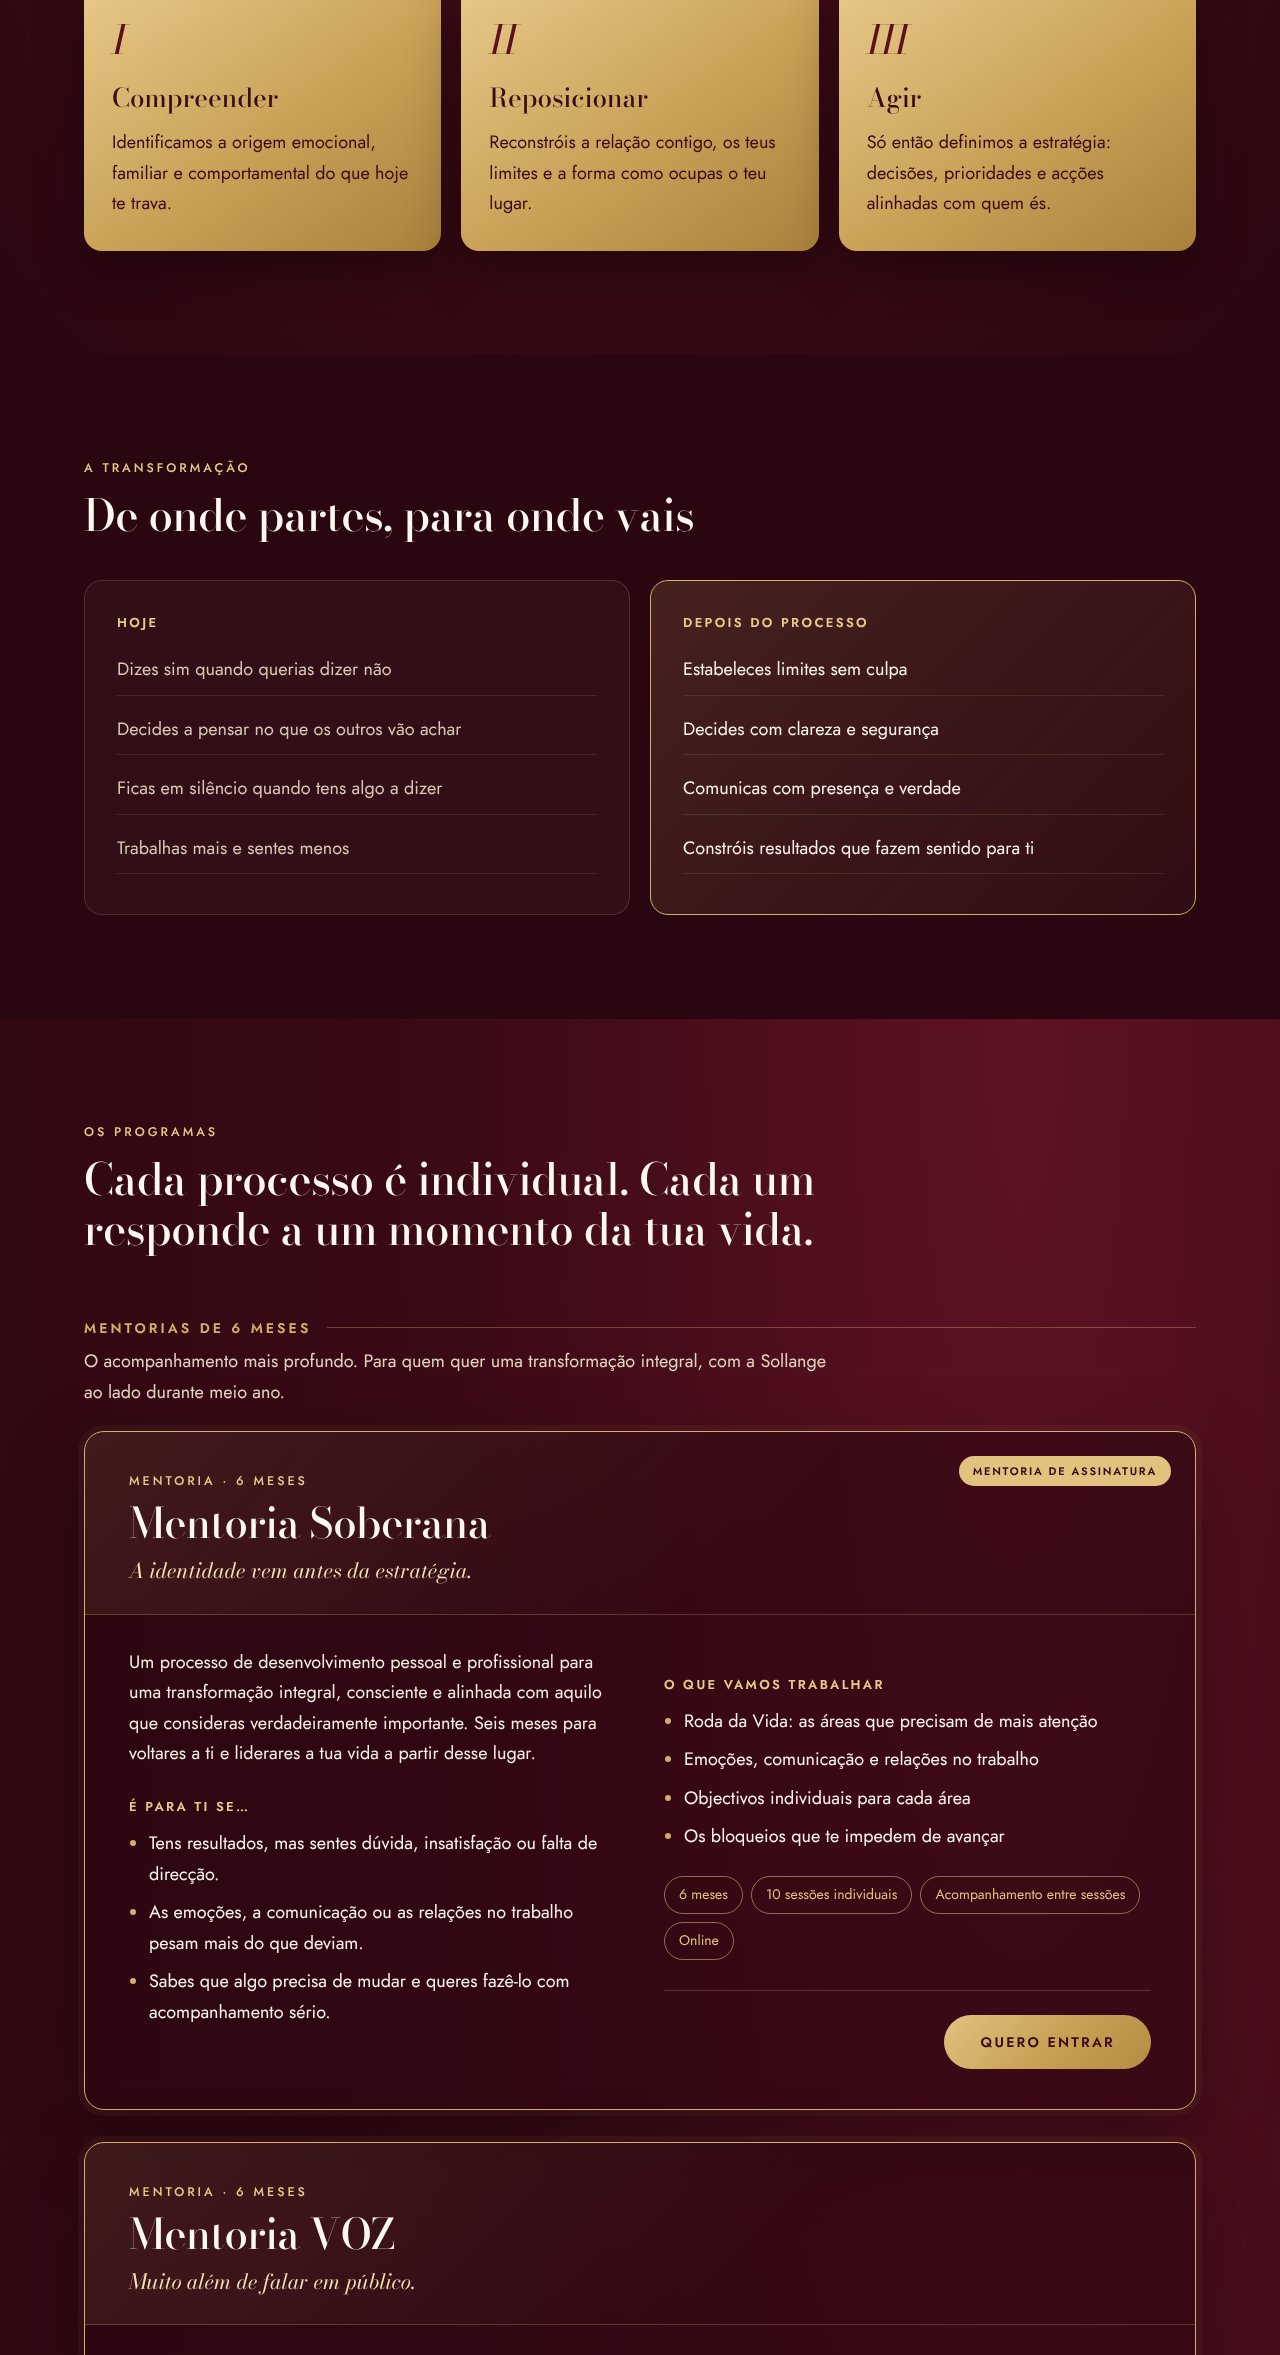 I
Compreender
Identificamos a origem emocional,
familiar e comportamental do que hoje
te trava.
II
Reposicionar
Reconstróis a relação contigo, os teus
limites e a forma como ocupas o teu
lugar.
III
Agir
Só então definimos a estratégia:
decisões, prioridades e acções
alinhadas com quem és.
A TRANSFORMAÇÃO
De onde partes, para onde vais
HOJE
Dizes sim quando querias dizer não
Decides a pensar no que os outros vão achar
Ficas em silêncio quando tens algo a dizer
Trabalhas mais e sentes menos
DEPOIS DO PROCESSO
Estabeleces limites sem culpa
Decides com clareza e segurança
Comunicas com presença e verdade
Constróis resultados que fazem sentido para ti
OS PROGRAMAS
Cada processo é individual. Cada um
responde a um momento da tua vida.
MENTORIAS DE 6 MESES
O acompanhamento mais profundo. Para quem quer uma transformação integral, com a Sollange
ao lado durante meio ano.
MENTORIA DE ASSINATURA
MENTORIA · 6 MESES
Mentoria Soberana
A identidade vem antes da estratégia.
Um processo de desenvolvimento pessoal e profissional para
uma transformação integral, consciente e alinhada com aquilo
que consideras verdadeiramente importante. Seis meses para
voltares a ti e liderares a tua vida a partir desse lugar.
É PARA TI SE...
• Tens resultados, mas sentes dúvida, insatisfação ou falta de
direcção.
• As emoções, a comunicação ou as relações no trabalho
pesam mais do que deviam.
• Sabes que algo precisa de mudar e queres fazê-lo com
acompanhamento sério.
O QUE VAMOS TRABALHAR
• Roda da Vida: as áreas que precisam de mais atenção
• Emoções, comunicação e relações no trabalho
• Objectivos individuais para cada área
• Os bloqueios que te impedem de avançar
6 meses
10 sessões individuais
Acompanhamento entre sessões
Online
QUERO ENTRAR
MENTORIA · 6 MESES
Mentoria VOZ
Muito além de falar em público.